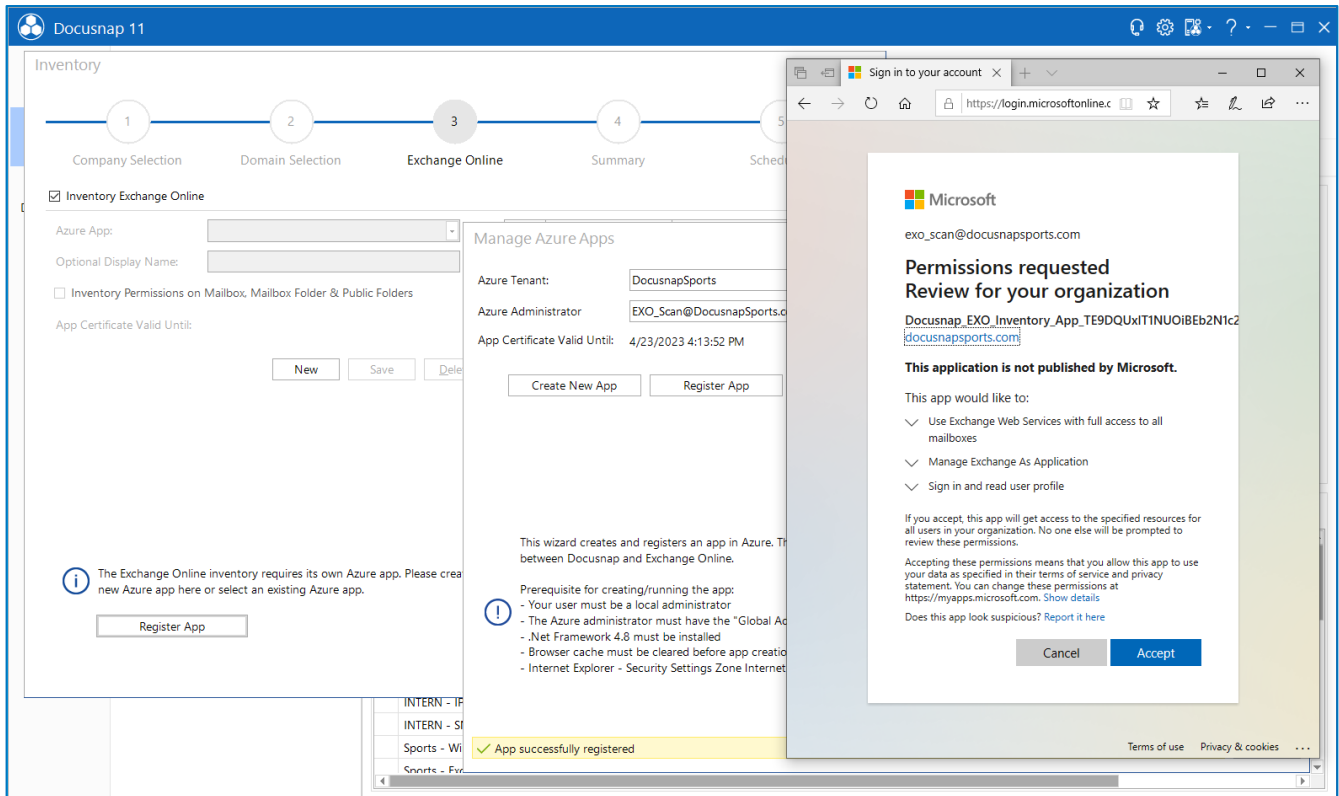 Docusnap 11
Inventory
1
2
3
4
5
Company Selection
Domain Selection
Exchange Online
Summary
Sched
Inventory Exchange Online
Azure App:
Optional Display Name:
Inventory Permissions on Mailbox, Mailbox Folder & Public Folders
App Certificate Valid Until:
New
Save
Dele
The Exchange Online inventory requires its own Azure app. Please crea
new Azure app here or select an existing Azure app.
Register App
INTERN - IP
INTERN - SN
Sports - Wi
Sports - Exc
Manage Azure Apps
Azure Tenant:
DocusnapSports
Azure Administrator
EXO_Scan@DocusnapSports.c
App Certificate Valid Until:
4/23/2023 4:13:52 PM
Create New App
Register App
This wizard creates and registers an app in Azure. Th
between Docusnap and Exchange Online.
Prerequisite for creating/running the app:
- Your user must be a local administrator
- The Azure administrator must have the "Global Ad
- .Net Framework 4.8 must be installed
- Browser cache must be cleared before app creatio
- Internet Explorer - Security Settings Zone Internet
App successfully registered
Sign in to your account
https://login.microsoftonline.c
Microsoft
exo_scan@docusnapsports.com
Permissions requested
Review for your organization
Docusnap_EXO_Inventory_App_TE9DQUxlT1NUOiBEb2N1c2
docusnapsports.com
This application is not published by Microsoft.
This app would like to:
Use Exchange Web Services with full access to all
mailboxes
Manage Exchange As Application
Sign in and read user profile
If you accept, this app will get access to the specified resources for
all users in your organization. No one else will be prompted to
review these permissions.
Accepting these permissions means that you allow this app to use
your data as specified in their terms of service and privacy
statement. You can change these permissions at
https://myapps.microsoft.com. Show details
Does this app look suspicious? Report it here
Cancel
Accept
Terms of use
Privacy & cookies